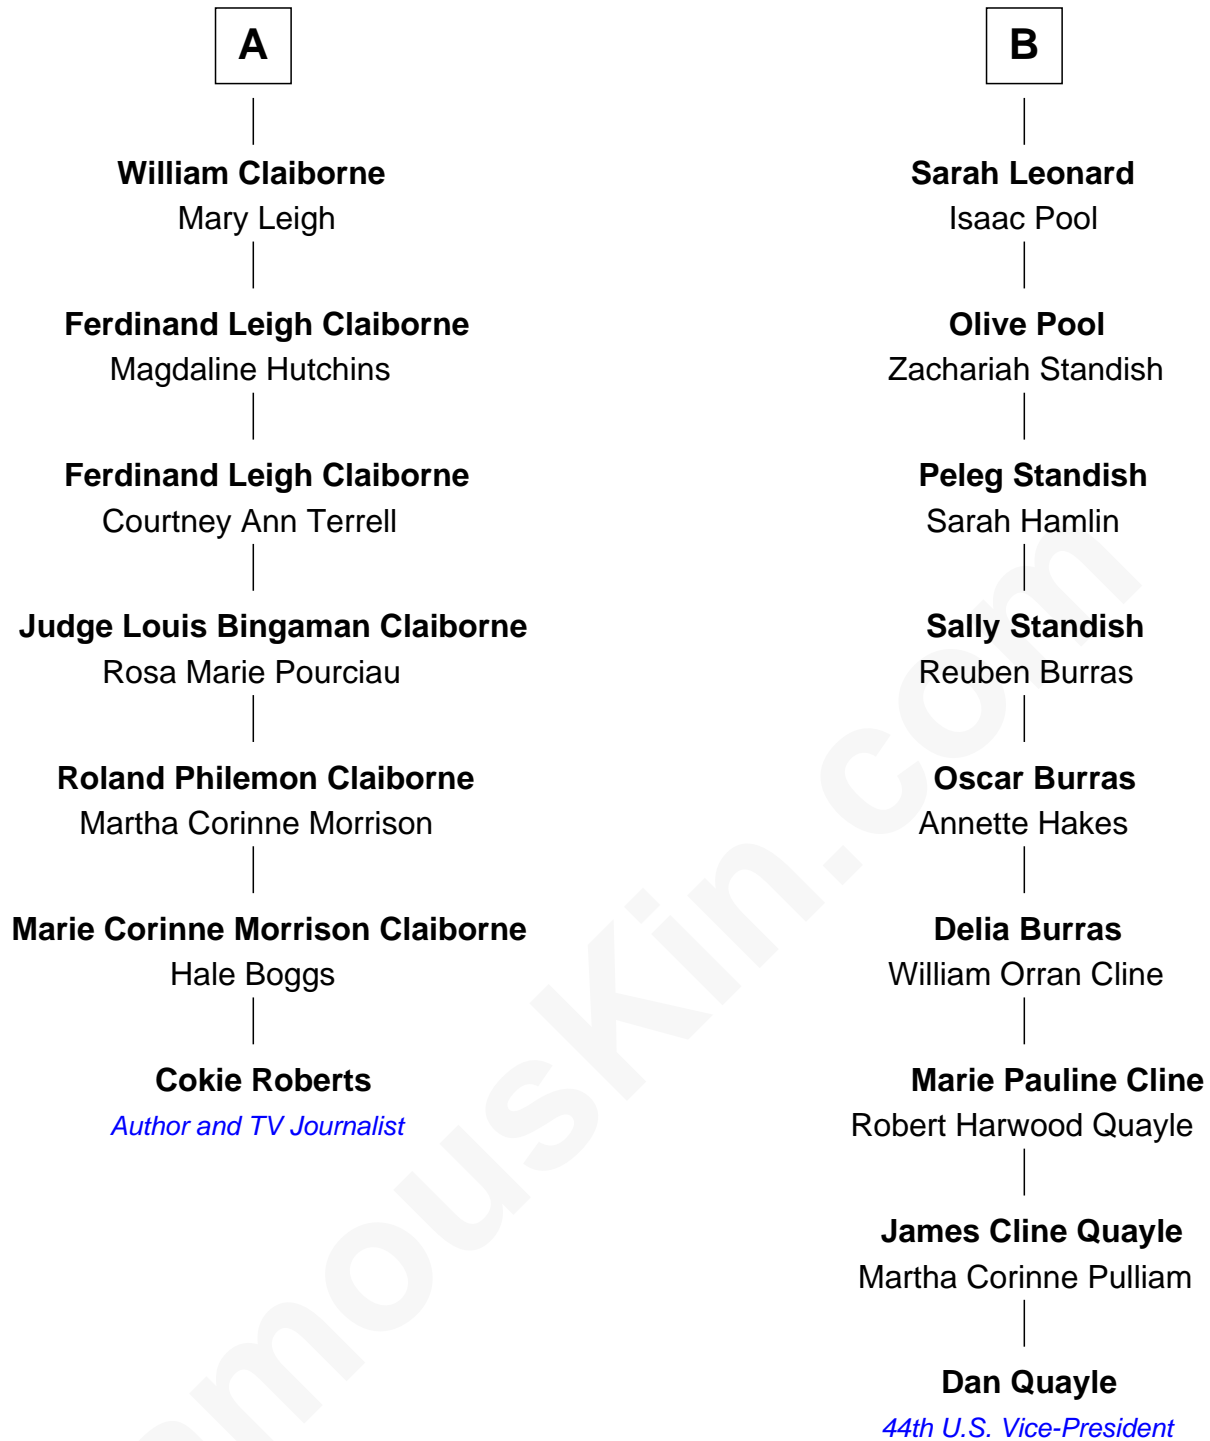 A
William Claiborne
Mary Leigh
Ferdinand Leigh Claiborne
Magdaline Hutchins
Ferdinand Leigh Claiborne
Courtney Ann Terrell
Judge Louis Bingaman Claiborne
Rosa Marie Pourciau
Roland Philemon Claiborne
Martha Corinne Morrison
Marie Corinne Morrison Claiborne
Hale Boggs
Cokie Roberts
Author and TV Journalist
B
Sarah Leonard
Isaac Pool
Olive Pool
Zachariah Standish
Peleg Standish
Sarah Hamlin
Sally Standish
Reuben Burras
Oscar Burras
Annette Hakes
Delia Burras
William Orran Cline
Marie Pauline Cline
Robert Harwood Quayle
James Cline Quayle
Martha Corinne Pulliam
Dan Quayle
44th U.S. Vice-President
amouskin.com